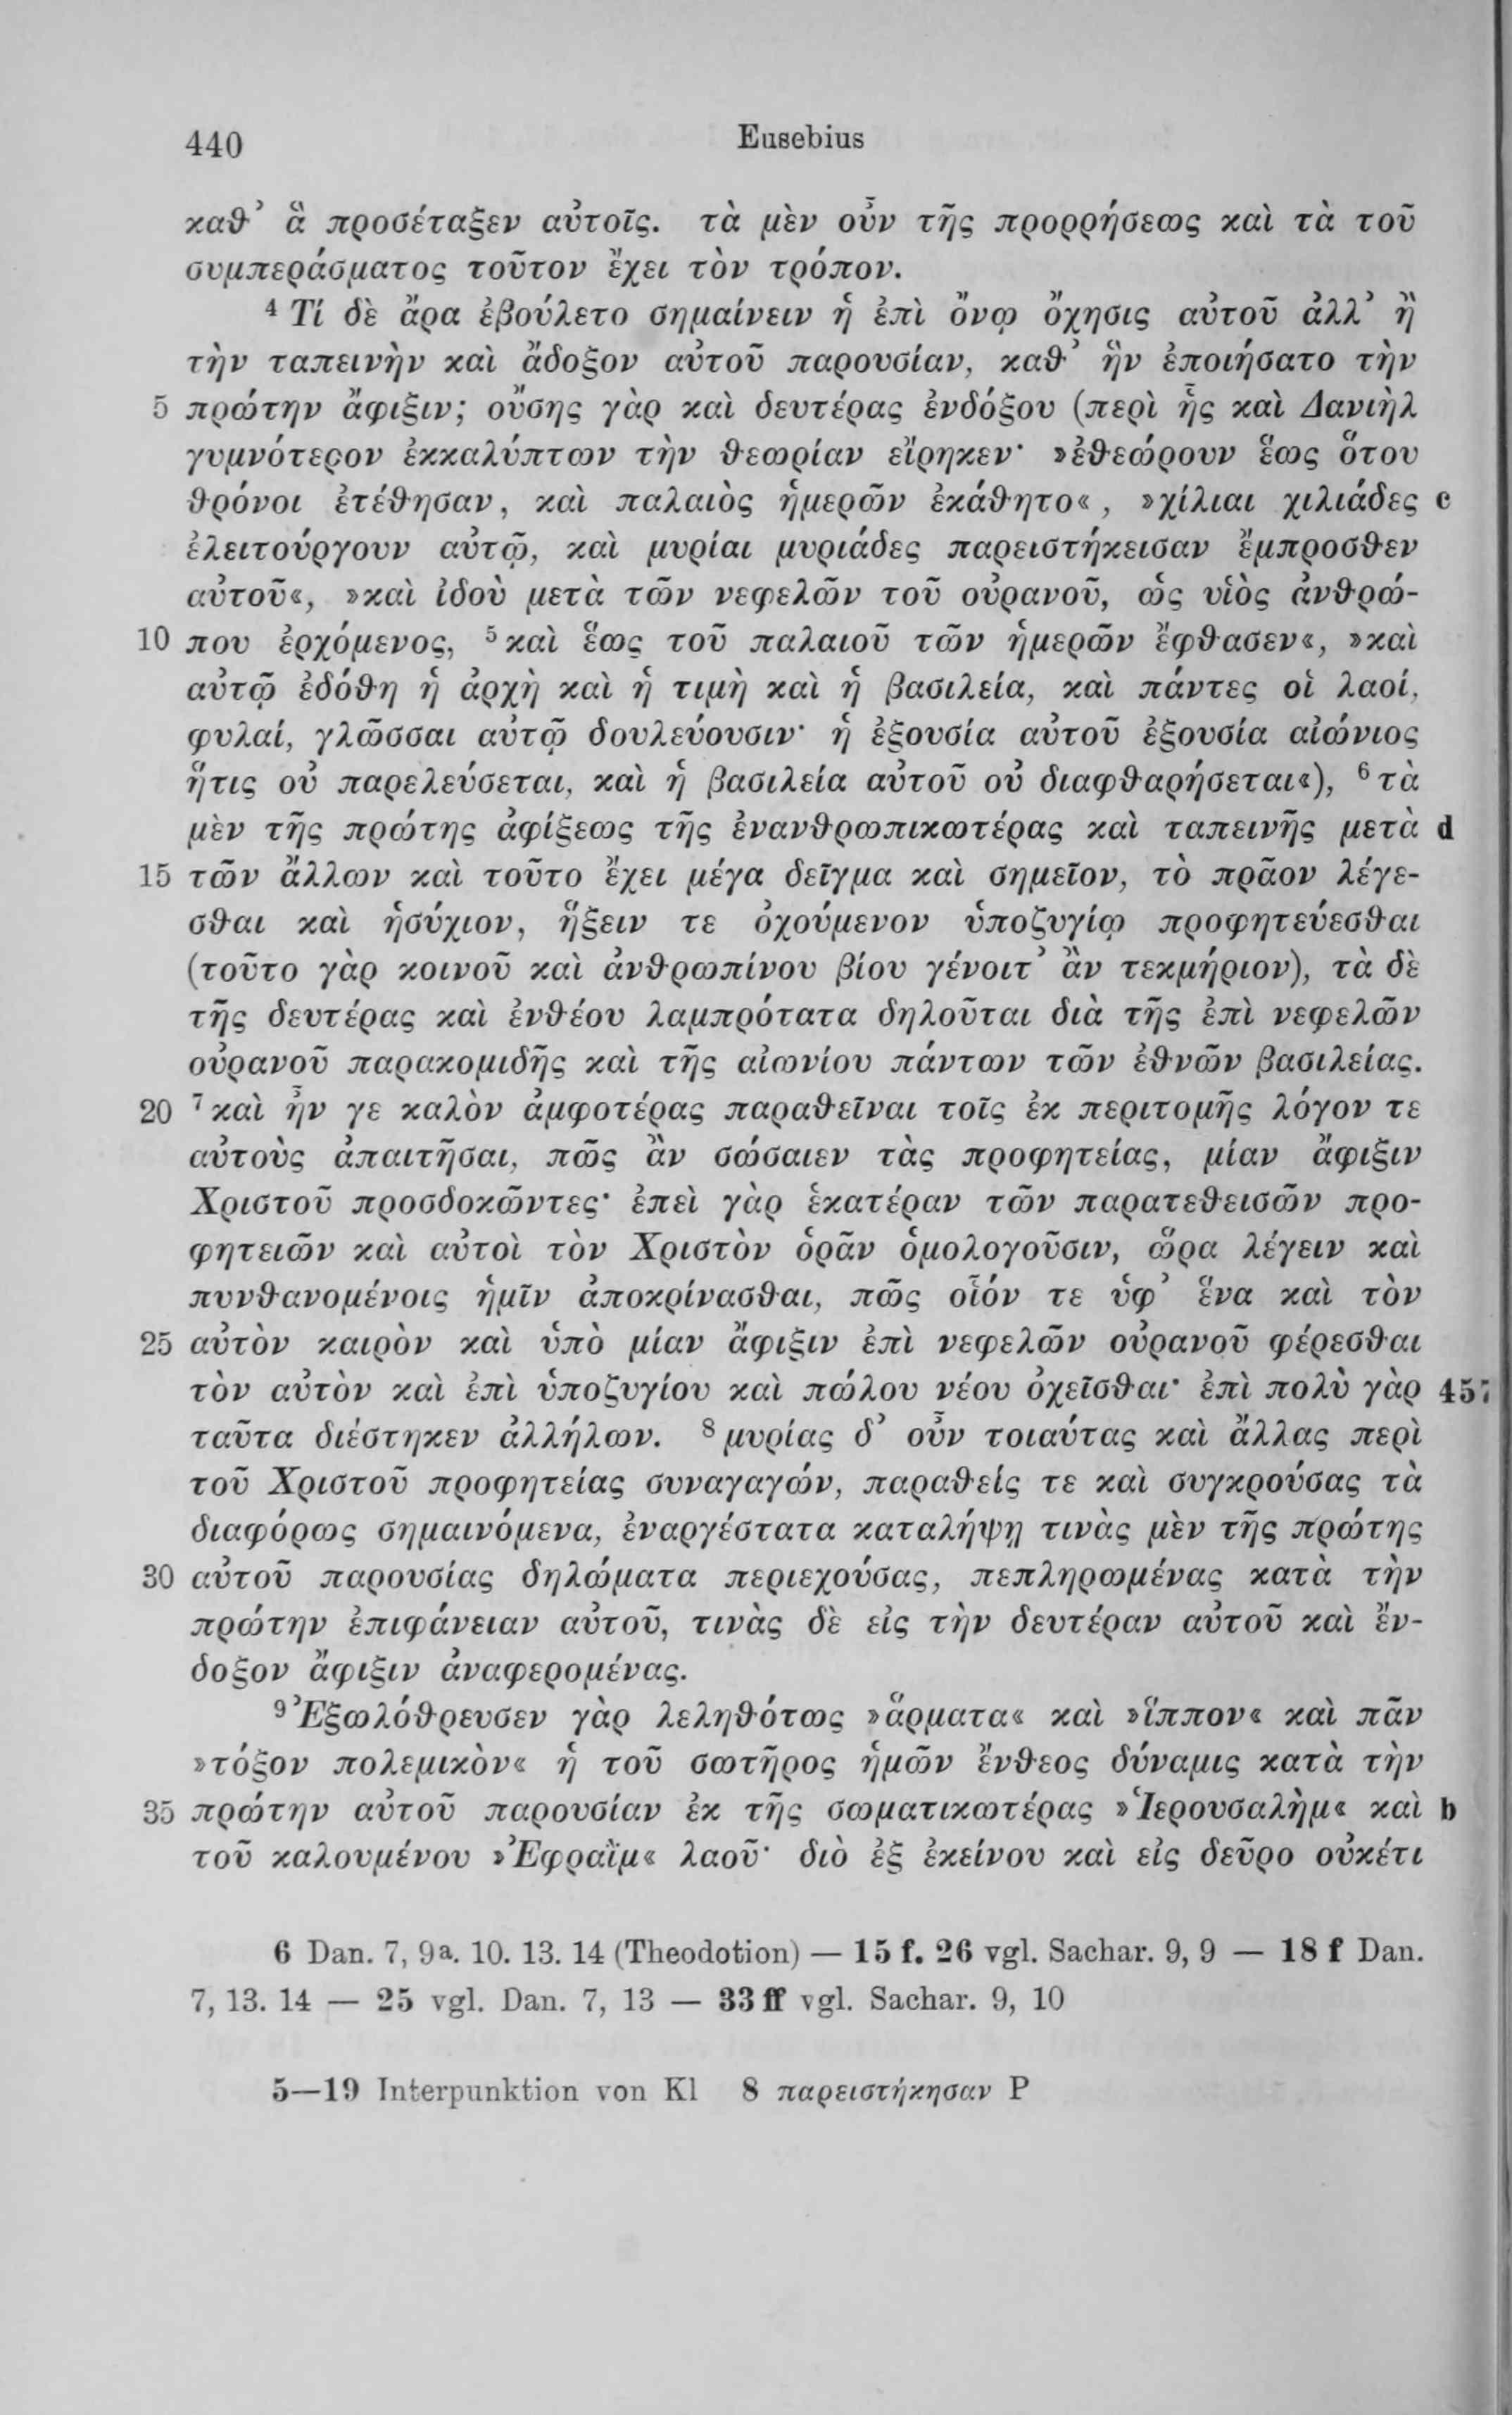 440 Eusebius
καθ’ ἃ προσέταξεν αὐτοῖς. τὰ μὲν οὖν τῆς προρρήσεως καὶ τὰ τοῦ
συμπεράσματος τοῦτον ἔχει τὸν τρόπον.
⁴ Τί δὲ ἄρα ἐβούλετο σημαίνειν ἡ ἐπὶ ὄνῳ ὄχησις αὐτοῦ ἀλλ’ ἢ
τὴν ταπεινὴν καὶ ἄδοξον αὐτοῦ παρουσίαν, καθ’ ἣν ἐποιήσατο τὴν
5 πρώτην ἄφιξιν; οὔσης γὰρ καὶ δευτέρας ἐνδόξου (περὶ ἧς καὶ Δανιὴλ
γυμνότερον ἐκκαλύπτων τὴν θεωρίαν εἴρηκεν· »ἐθεώρουν ἕως ὅτου
θρόνοι ἐτέθησαν, καὶ παλαιὸς ἡμερῶν ἐκάθητο«, »χίλιαι χιλιάδες c
ἐλειτούργουν αὐτῷ, καὶ μυρίαι μυριάδες παρειστήκεισαν ἔμπροσθεν
αὐτοῦ«, »καὶ ἰδοὺ μετὰ τῶν νεφελῶν τοῦ οὐρανοῦ, ὡς υἱὸς ἀνθρώ-
10 που ἐρχόμενος, ⁵ καὶ ἕως τοῦ παλαιοῦ τῶν ἡμερῶν ἔφθασεν«, »καὶ
αὐτῷ ἐδόθη ἡ ἀρχὴ καὶ ἡ τιμὴ καὶ ἡ βασιλεία, καὶ πάντες οἱ λαοί,
φυλαί, γλῶσσαι αὐτῷ δουλεύουσιν· ἡ ἐξουσία αὐτοῦ ἐξουσία αἰώνιος
ἥτις οὐ παρελεύσεται, καὶ ἡ βασιλεία αὐτοῦ οὐ διαφθαρήσεται«), ⁶ τὰ
μὲν τῆς πρώτης ἀφίξεως τῆς ἐνανθρωπικωτέρας καὶ ταπεινῆς μετὰ d
15 τῶν ἄλλων καὶ τοῦτο ἔχει μέγα δεῖγμα καὶ σημεῖον, τὸ πρᾶον λέγε-
σθαι καὶ ἡσύχιον, ἥξειν τε ὀχούμενον ὑποζυγίῳ προφητεύεσθαι
(τοῦτο γὰρ κοινοῦ καὶ ἀνθρωπίνου βίου γένοιτ’ ἂν τεκμήριον), τὰ δὲ
τῆς δευτέρας καὶ ἐνθέου λαμπρότατα δηλοῦται διὰ τῆς ἐπὶ νεφελῶν
οὐρανοῦ παρακομιδῆς καὶ τῆς αἰωνίου πάντων τῶν ἐθνῶν βασιλείας.
20 ⁷ καὶ ἦν γε καλὸν ἀμφοτέρας παραθεῖναι τοῖς ἐκ περιτομῆς λόγον τε
αὐτοὺς ἀπαιτῆσαι, πῶς ἂν σώσαιεν τὰς προφητείας, μίαν ἄφιξιν
Χριστοῦ προσδοκῶντες· ἐπεὶ γὰρ ἑκατέραν τῶν παρατεθεισῶν προ-
φητειῶν καὶ αὐτοὶ τὸν Χριστὸν ὁρᾶν ὁμολογοῦσιν, ὥρα λέγειν καὶ
πυνθανομένοις ἡμῖν ἀποκρίνασθαι, πῶς οἷόν τε ὑφ’ ἕνα καὶ τὸν
25 αὐτὸν καιρὸν καὶ ὑπὸ μίαν ἄφιξιν ἐπὶ νεφελῶν οὐρανοῦ φέρεσθαι
τὸν αὐτὸν καὶ ἐπὶ ὑποζυγίου καὶ πώλου νέου ὀχεῖσθαι· ἐπὶ πολὺ γὰρ 457
ταῦτα διέστηκεν ἀλλήλων. ⁸ μυρίας δ’ οὖν τοιαύτας καὶ ἄλλας περὶ
τοῦ Χριστοῦ προφητείας συναγαγών, παραθείς τε καὶ συγκρούσας τὰ
διαφόρως σημαινόμενα, ἐναργέστατα καταλήψῃ τινὰς μὲν τῆς πρώτης
30 αὐτοῦ παρουσίας δηλώματα περιεχούσας, πεπληρωμένας κατὰ τὴν
πρώτην ἐπιφάνειαν αὐτοῦ, τινὰς δὲ εἰς τὴν δευτέραν αὐτοῦ καὶ ἔν-
δοξον ἄφιξιν ἀναφερομένας.
⁹ Ἐξωλόθρευσεν γὰρ λεληθότως »ἅρματα« καὶ »ἵππον« καὶ πᾶν
»τόξον πολεμικὸν« ἡ τοῦ σωτῆρος ἡμῶν ἔνθεος δύναμις κατὰ τὴν
35 πρώτην αὐτοῦ παρουσίαν ἐκ τῆς σωματικωτέρας »Ἱερουσαλὴμ« καὶ b
τοῦ καλουμένου »Ἐφραῒμ« λαοῦ· διὸ ἐξ ἐκείνου καὶ εἰς δεῦρο οὐκέτι
6 Dan. 7, 9a. 10. 13. 14 (Theodotion) — 15 f. 26 vgl. Sachar. 9, 9 — 18 f Dan.
7, 13. 14 — 25 vgl. Dan. 7, 13 — 33 ff vgl. Sachar. 9, 10
5—19 Interpunktion von Kl 8 παρειστήκησαν P